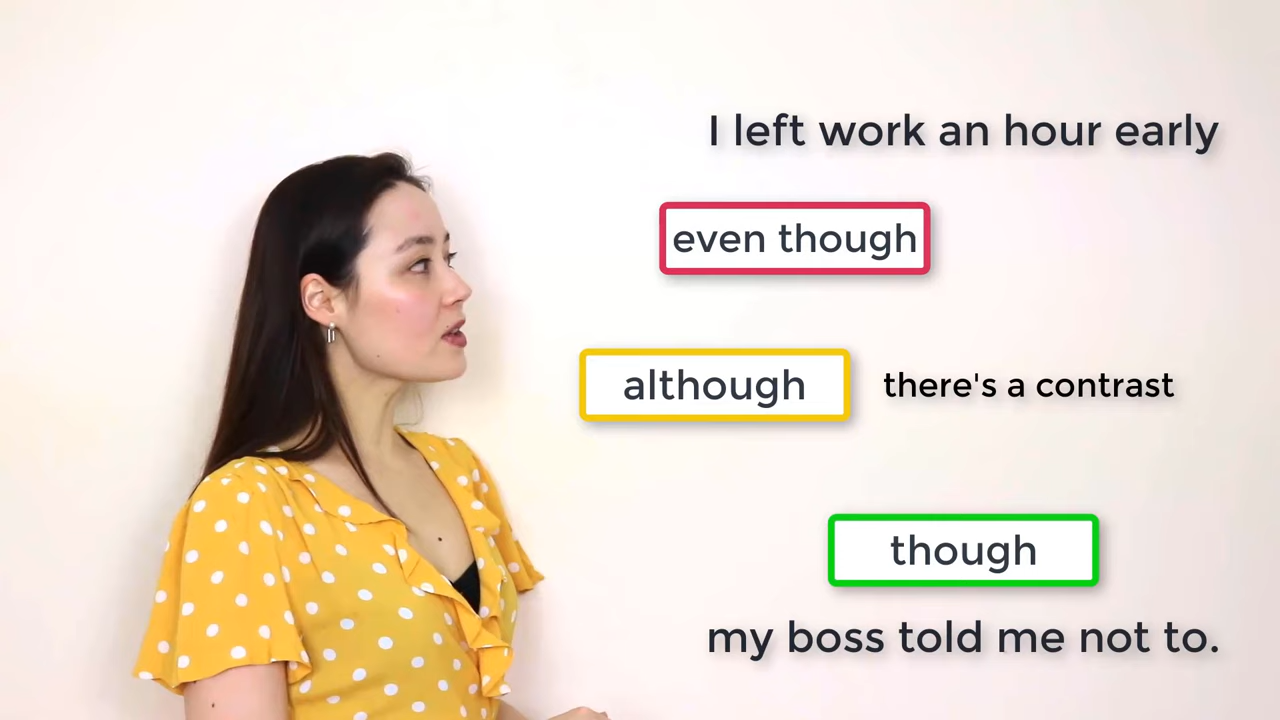 I left work an hour early
even though
although
there's a contrast
though
my boss told me not to.